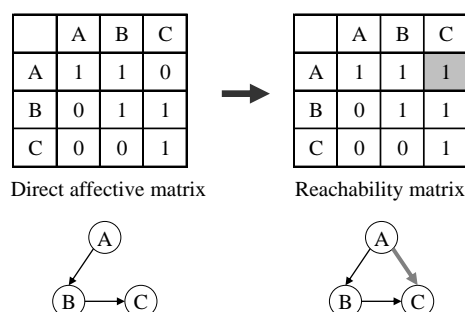 A B C
A 1 1 0
B 0 1 1
C 0 0 1
Direct affective matrix
A
B C
A B C
A 1 1 1
B 0 1 1
C 0 0 1
Reachability matrix
A
B C